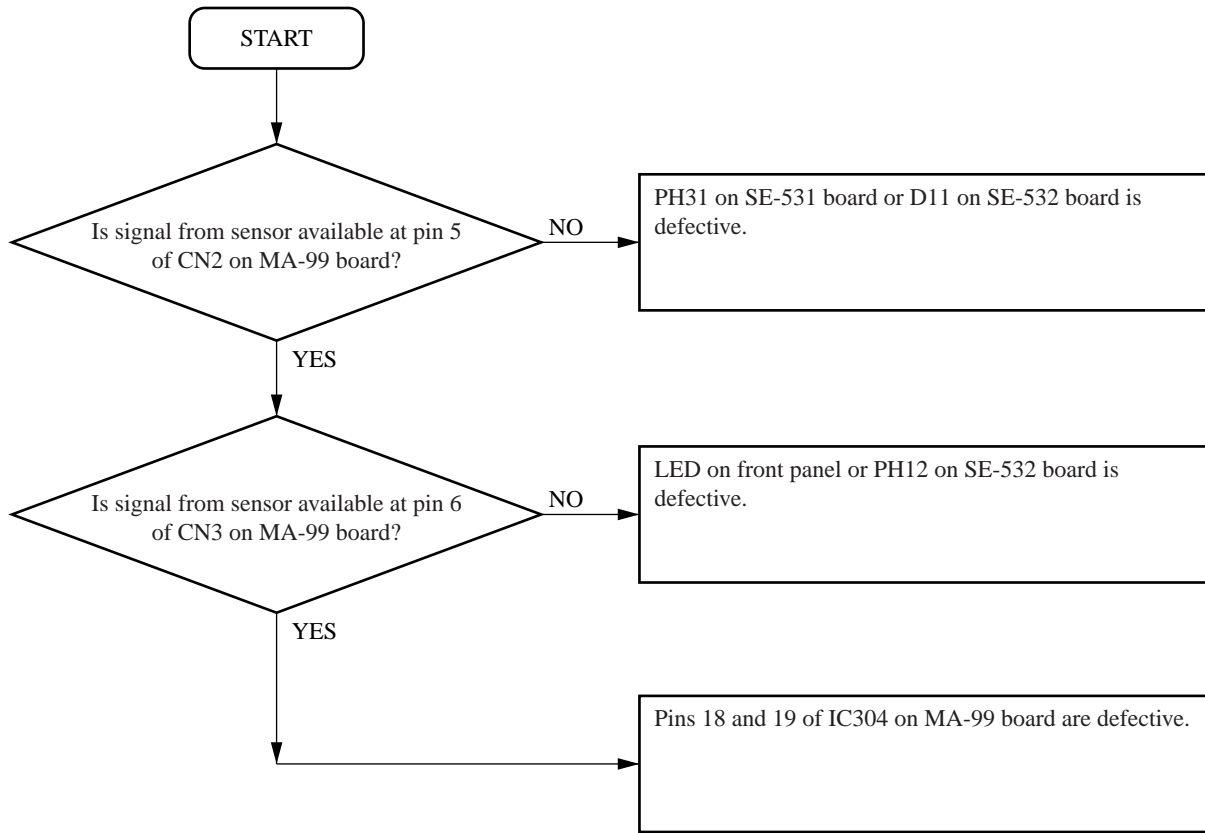 START
Is signal from sensor available at pin 5
of CN2 on MA-99 board?
NO
PH31 on SE-531 board or D11 on SE-532 board is
defective.
YES
Is signal from sensor available at pin 6
of CN3 on MA-99 board?
NO
LED on front panel or PH12 on SE-532 board is
defective.
YES
Pins 18 and 19 of IC304 on MA-99 board are defective.